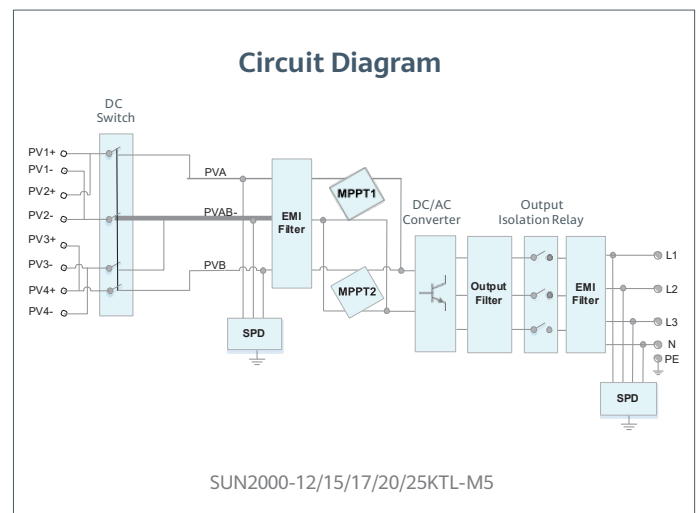 Circuit Diagram
DC
Switch
PV1+
PV1-
PV2+
PV2-
PV3+
PV3-
PV4+
PV4-
PVA
PVAB-
PVB
SPD
EMI
Filter
MPPT1
MPPT2
DC/AC
Converter
Output
Filter
Output
Isolation Relay
EMI
Filter
L1
L2
L3
N
PE
SPD
SUN2000-12/15/17/20/25KTL-M5